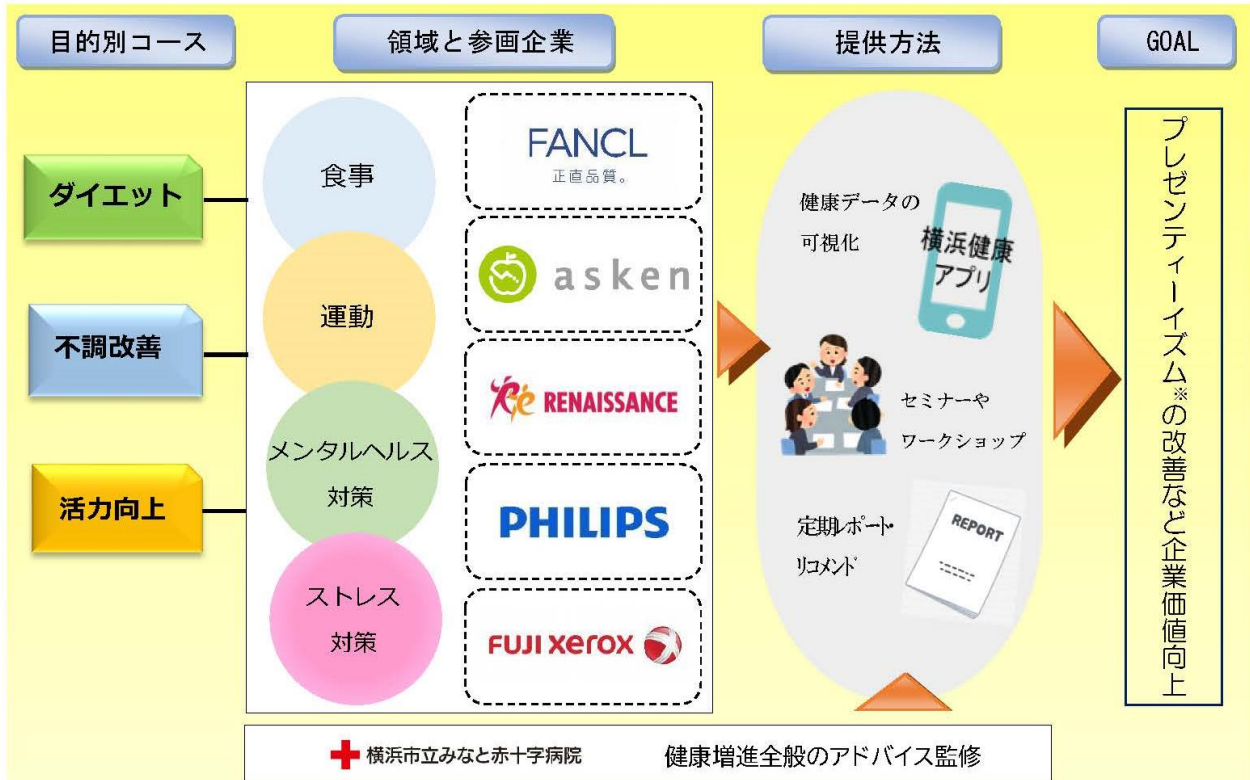 目的別コース
領域と参画企業
提供方法
GOAL
ダイエット
不調改善
活力向上
食事
運動
メンタルヘルス
対策
ストレス
対策
FANCL
正直品質。
asken
RENAISSANCE
PHILIPS
FUJI xerox
健康データの
可視化
横浜健康
アプリ
セミナーや
ワークショップ
定期レポート・
リコメンド
REPORT
プレゼンティーイズム※の改善など企業価値向上
横浜市立みなと赤十字病院
健康増進全般のアドバイス監修